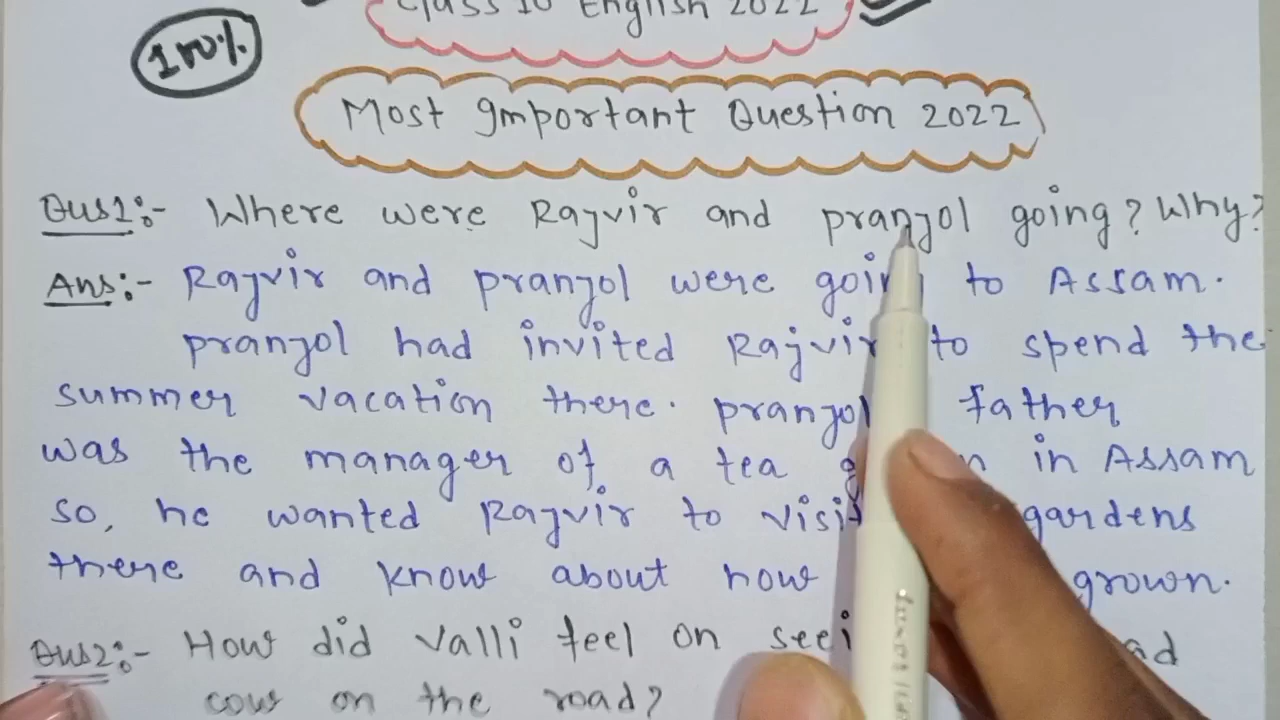 Class 10 English 2022
100%
Most Important Question 2022
Qus1:- Where were Rajvir and pranjol going? Why?
Ans:- Rajvir and pranjol were going to Assam.
pranjol had invited Rajvir to spend the
summer vacation there. pranjol father
was the manager of a tea in Assam
so, he wanted Rajvir to visit gardens
there and know about how grown.
Qus2:- How did Valli feel on
cow on the road?